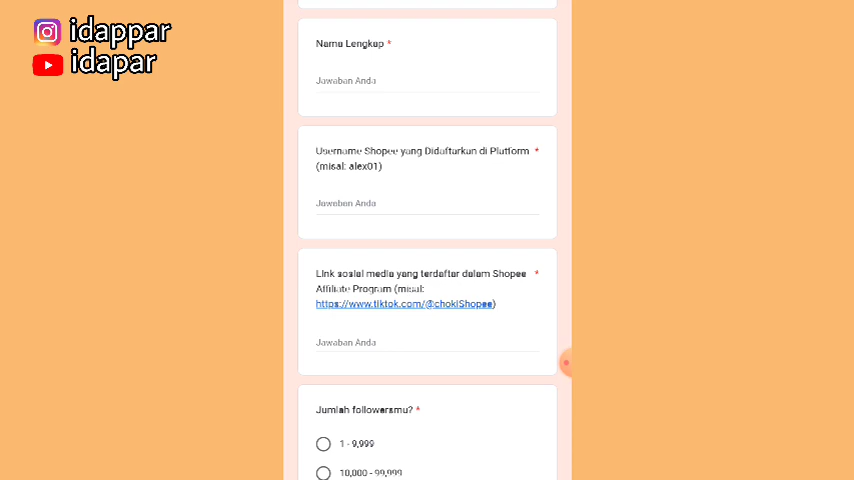 idappar
idapar
Nama Lengkap *
Jawaban Anda
Username Shopee yang Didaftarkan di Platform *
(misal: alex01)
Jawaban Anda
Link sosial media yang terdaftar dalam Shopee *
Affiliate Program (misal:
https://www.tiktok.com/@chokiShopee)
Jawaban Anda
Jumlah followersmu? *
1 - 9,999
10,000 - 99,999